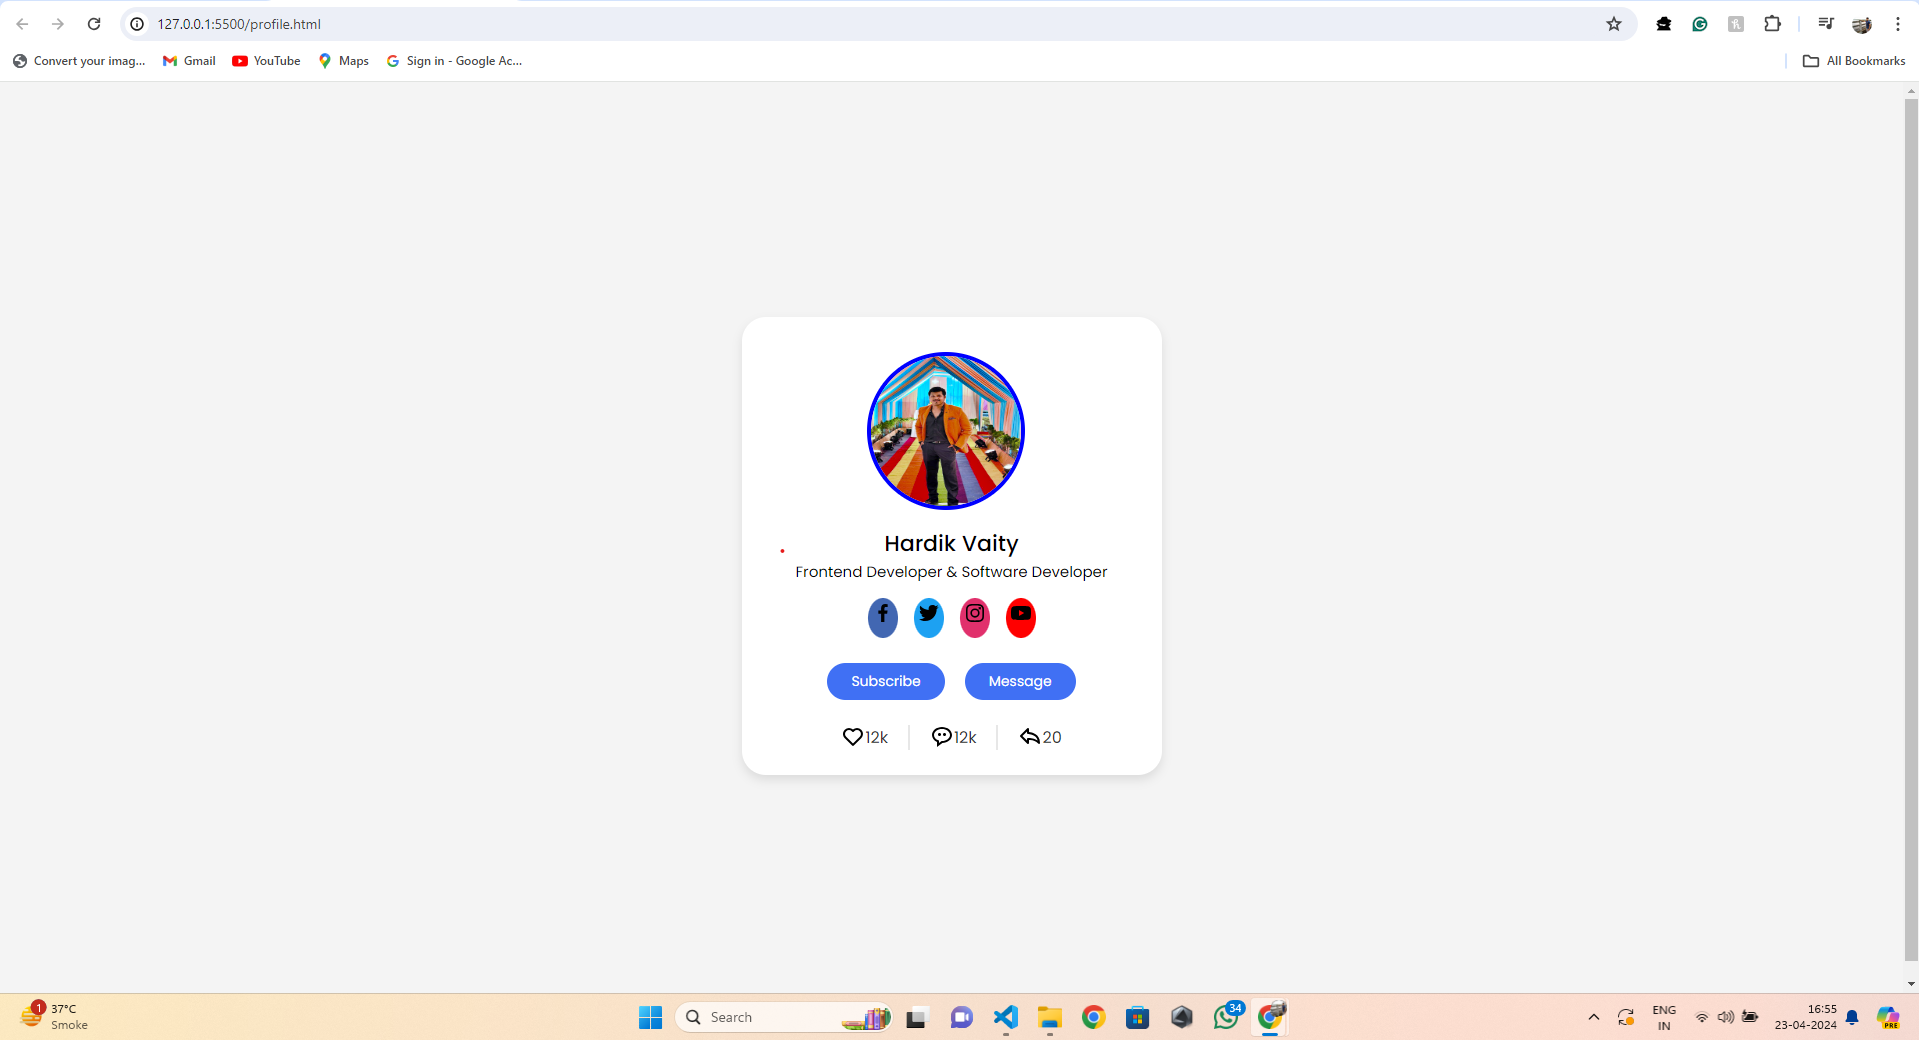 127.0.0.1:5500/profile.html
Convert your imag...
Gmail
YouTube
Maps
Sign in - Google Ac...
All Bookmarks
Hardik Vaity
Frontend Developer & Software Developer
Subscribe
Message
12k
12k
20
1
37°C
Smoke
Search
34
ENG
IN
16:55
23-04-2024
PRE